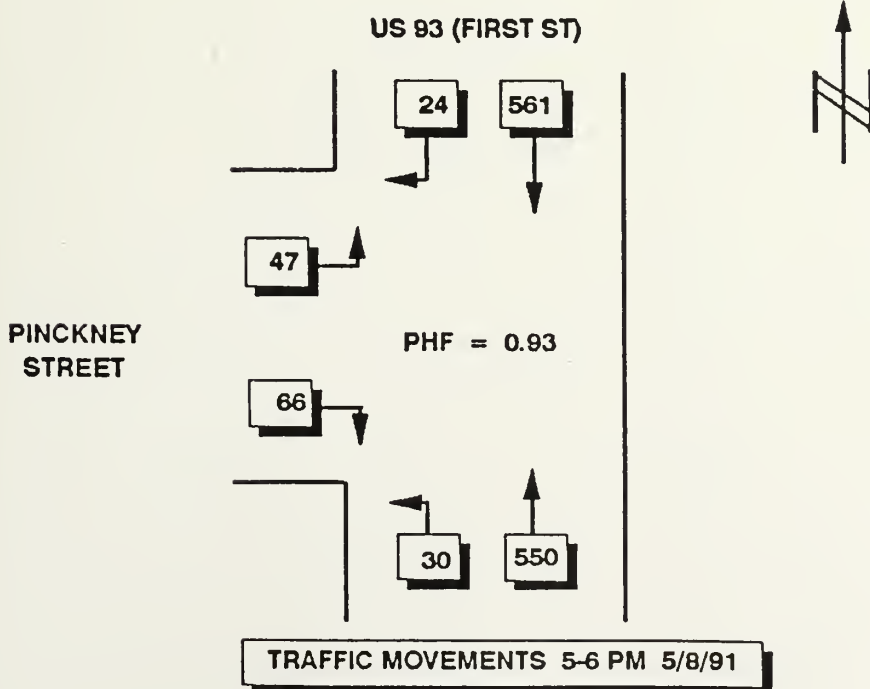 US 93 (FIRST ST)
24 561
47
PINCKNEY
STREET
PHF = 0.93
66
30 550
TRAFFIC MOVEMENTS 5-6 PM 5/8/91
N